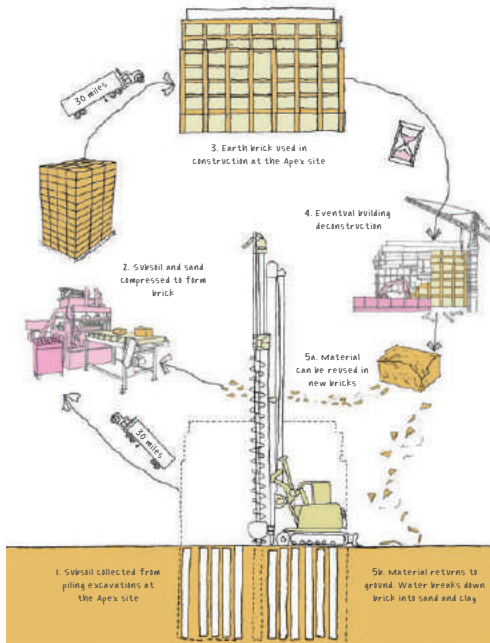 30 miles
3. Earth brick used in
construction at the Apex site
4. Eventual building
deconstruction
2. Subsoil and sand
compressed to form
brick
5a. Material
can be reused in
new bricks
30 miles
1. Subsoil collected from
piling excavations at
the Apex site
5b. Material returns to
ground. Water breaks down
brick into sand and clay